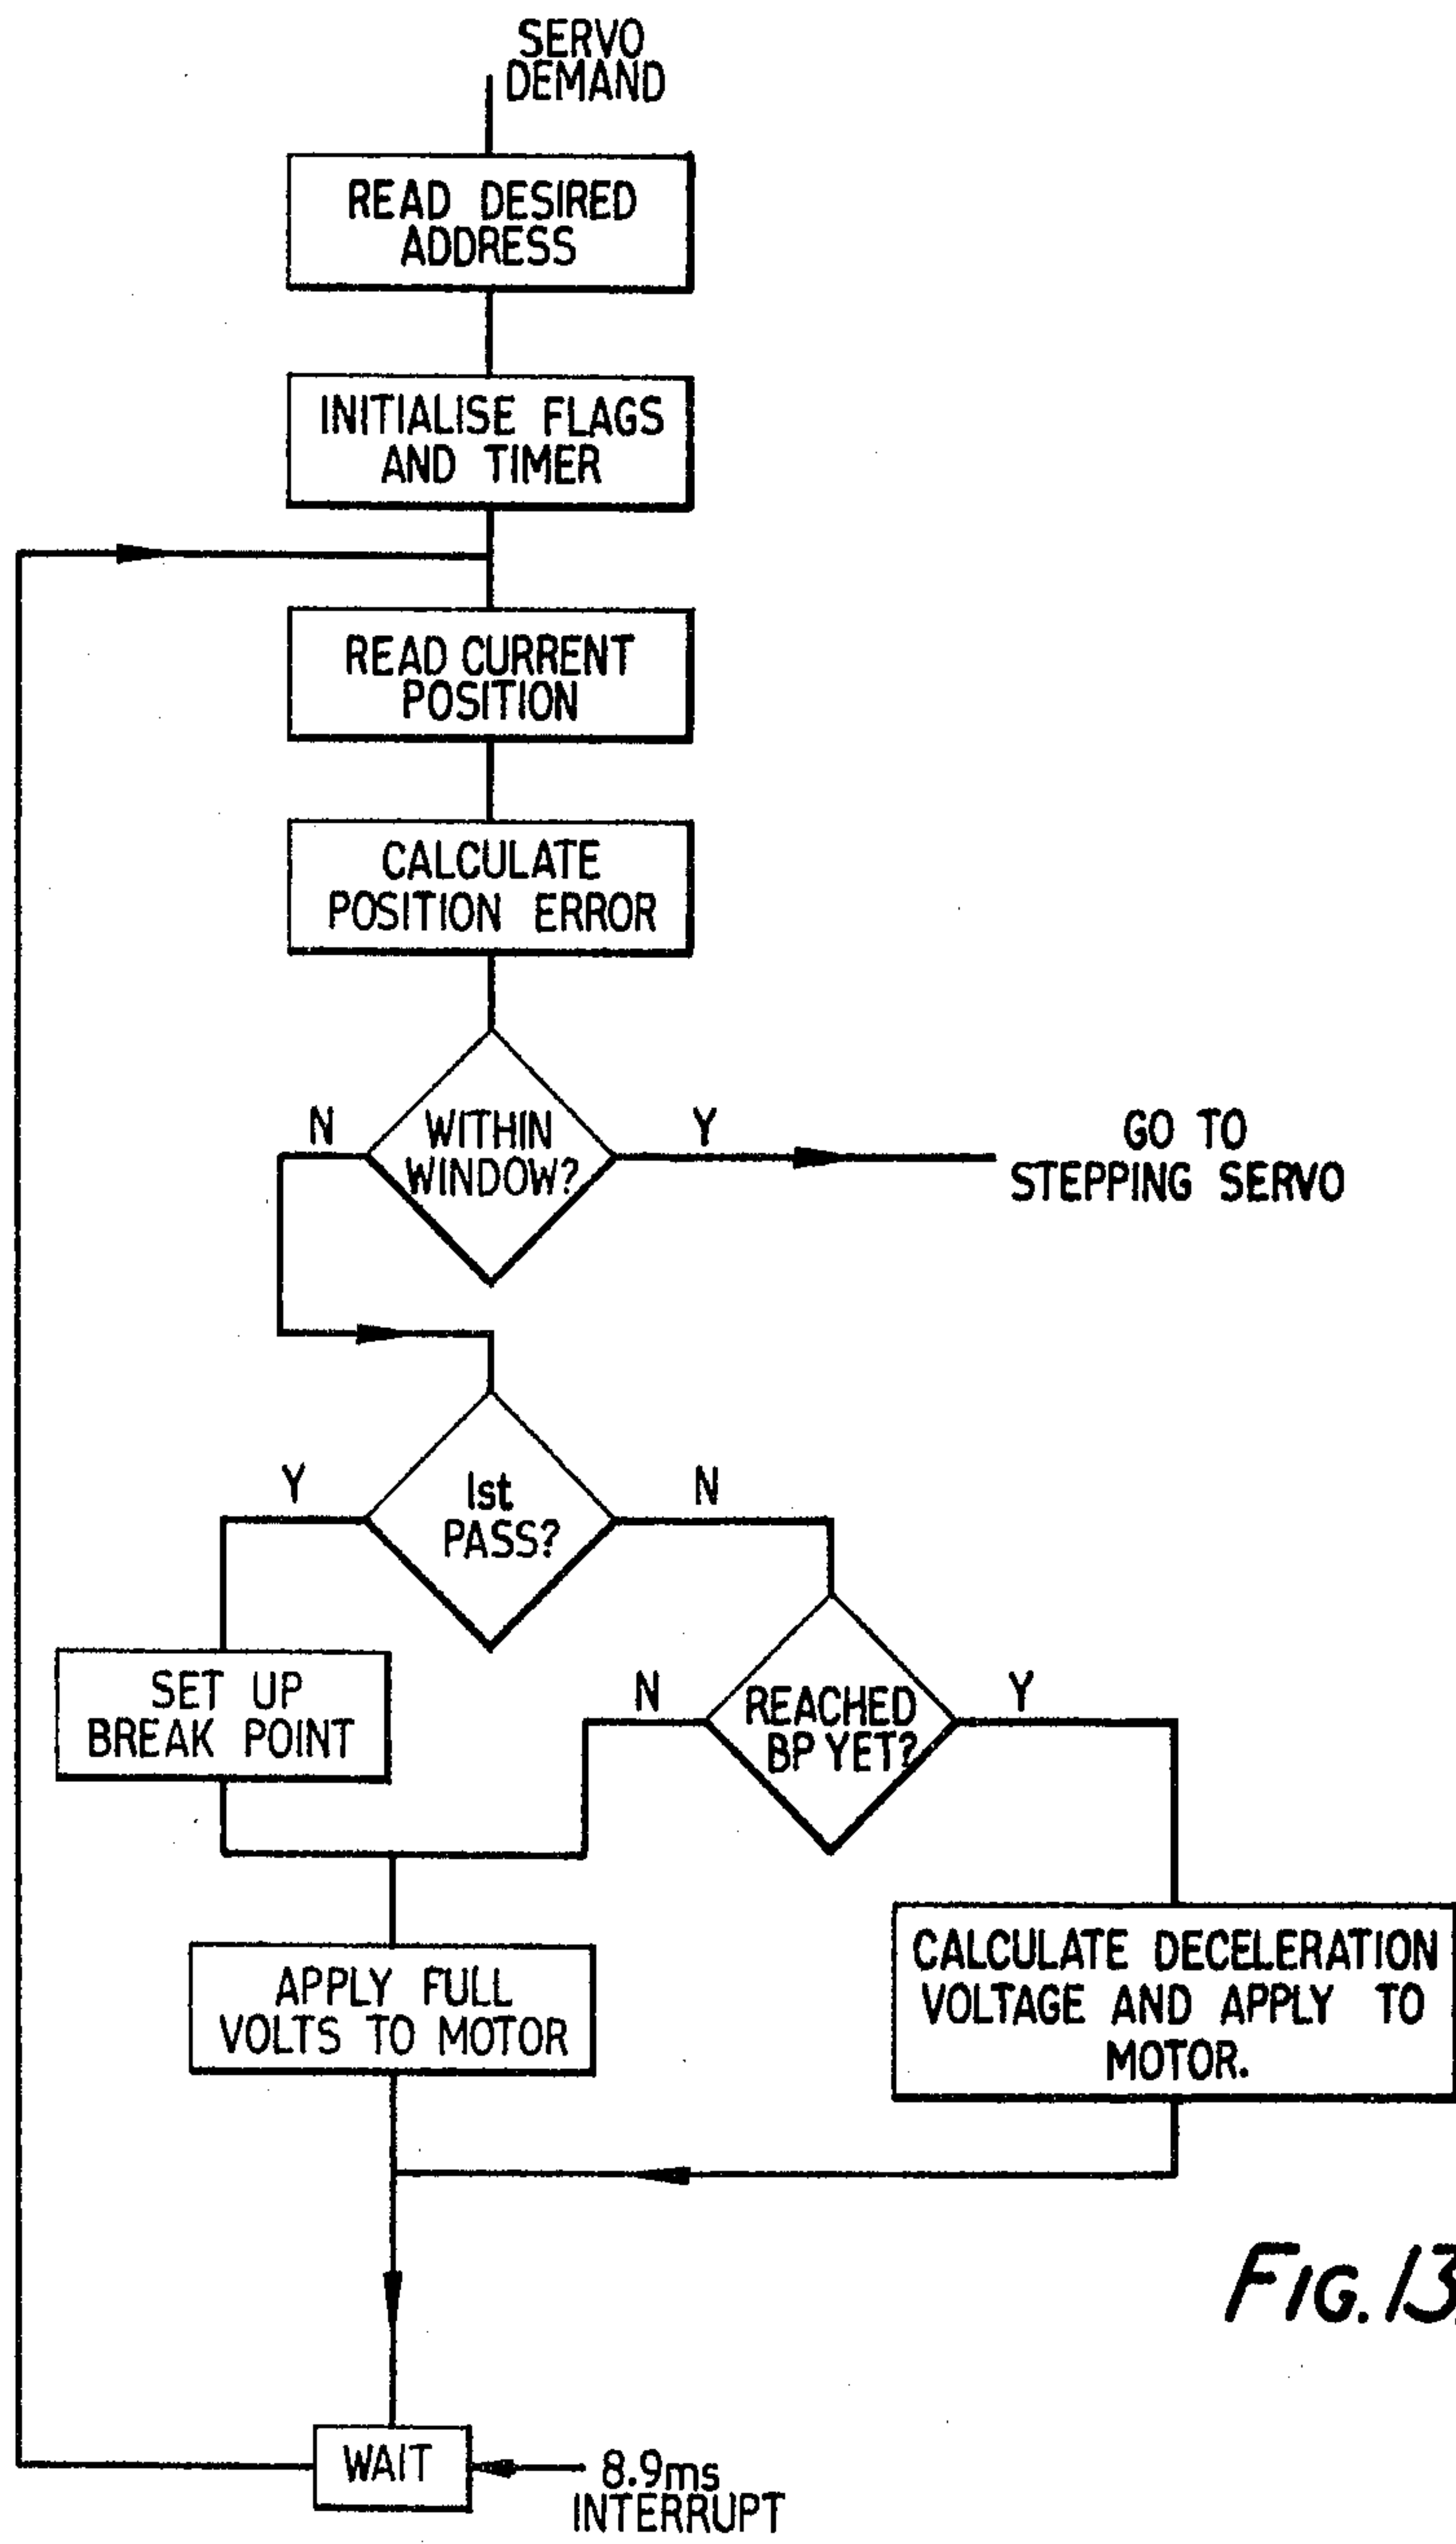 SERVO
DEMAND
READ DESIRED
ADDRESS
INITIALISE FLAGS
AND TIMER
READ CURRENT
POSITION
CALCULATE
POSITION ERROR
N
WITHIN
WINDOW?
Y
GO TO
STEPPING SERVO
Y
1st
PASS?
N
SET UP
BREAK POINT
N
REACHED
BP YET?
Y
APPLY FULL
VOLTS TO MOTOR
CALCULATE DECELERATION
VOLTAGE AND APPLY TO
MOTOR.
FIG. 13.
WAIT
8.9ms
INTERRUPT